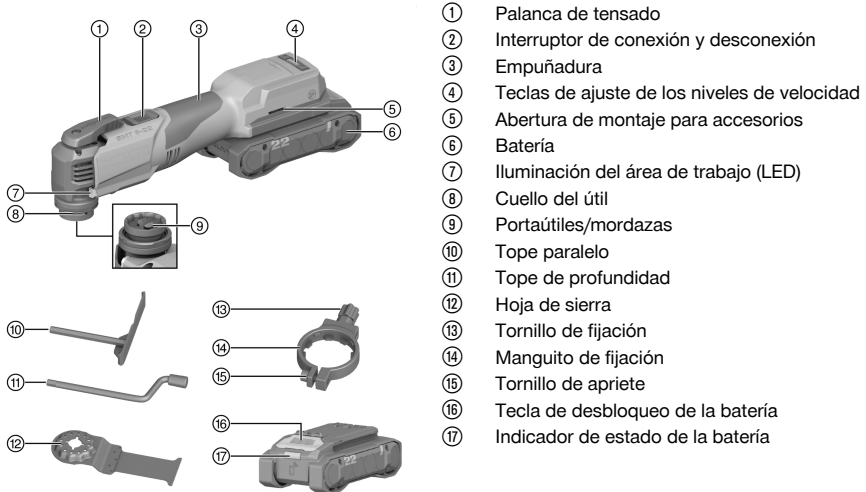 ① Palanca de tensado
② Interruptor de conexión y desconexión
③ Empuñadura
④ Teclas de ajuste de los niveles de velocidad
⑤ Abertura de montaje para accesorios
⑥ Batería
⑦ Iluminación del área de trabajo (LED)
⑧ Cuello del útil
⑨ Portaútiles/mordazas
⑩ Tope paralelo
⑪ Tope de profundidad
⑫ Hoja de sierra
⑬ Tornillo de fijación
⑭ Manguito de fijación
⑮ Tornillo de apriete
⑯ Tecla de desbloqueo de la batería
⑰ Indicador de estado de la batería
①
②
③
④
SMT 6-22
⑤
22
⑥
⑦
⑧
⑨
⑩
⑬
⑭
⑪
⑮
⑯
⑫
⑰
22